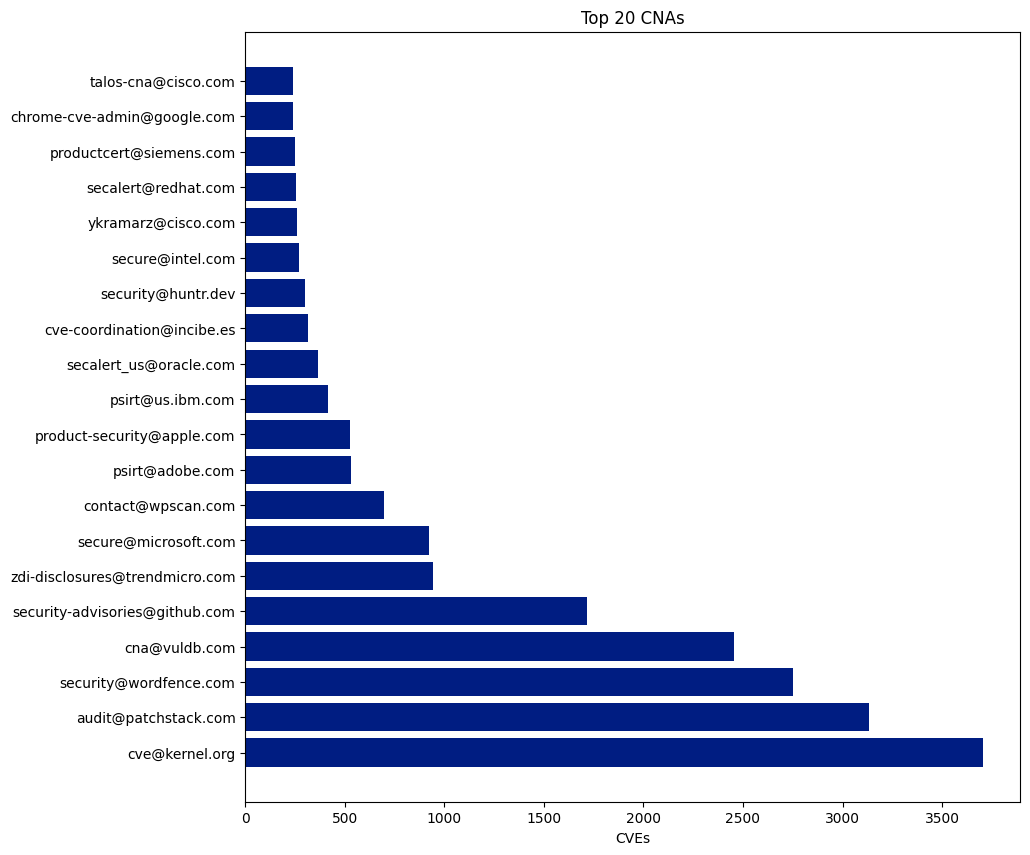 Top 20 CNAs
talos-cna@cisco.com
chrome-cve-admin@google.com
productcert@siemens.com
secalert@redhat.com
ykramarz@cisco.com
secure@intel.com
security@huntr.dev
cve-coordination@incibe.es
secalert_us@oracle.com
psirt@us.ibm.com
product-security@apple.com
psirt@adobe.com
contact@wpscan.com
secure@microsoft.com
zdi-disclosures@trendmicro.com
security-advisories@github.com
cna@vuldb.com
security@wordfence.com
audit@patchstack.com
cve@kernel.org
0 500 1000 1500 2000 2500 3000 3500
CVEs